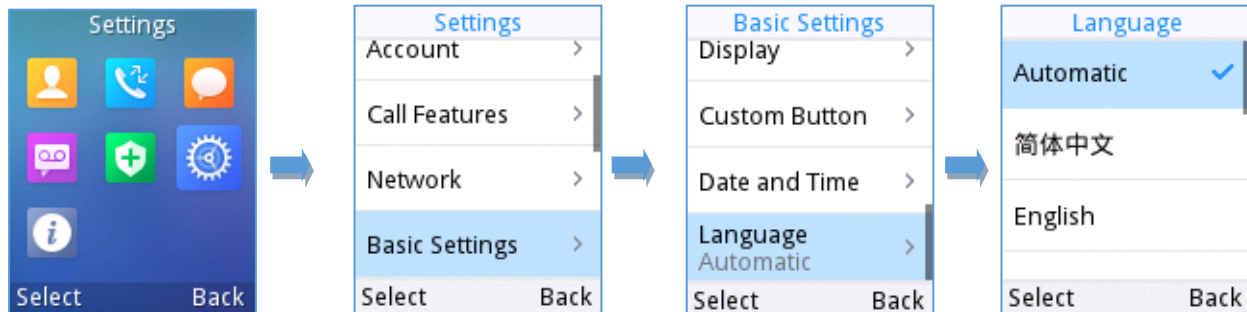 Settings
Select Back
Settings
Account
Call Features
Network
Basic Settings
Select Back
Basic Settings
Display
Custom Button
Date and Time
Language
Automatic
Select Back
Language
Automatic
简体中文
English
Select Back